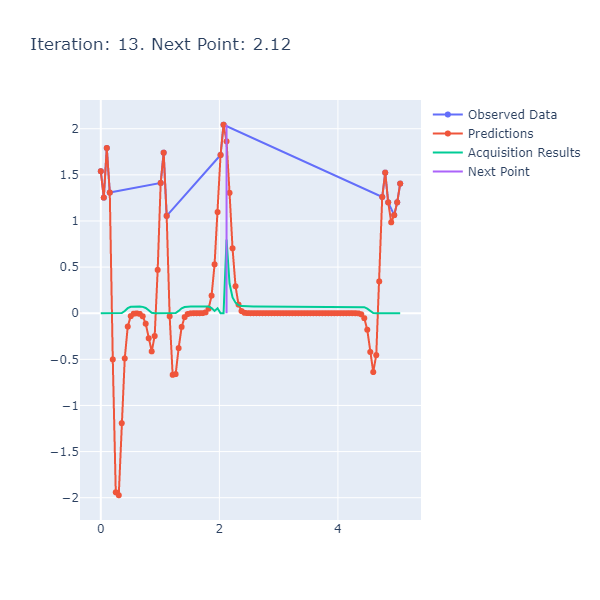 Iteration: 13. Next Point: 2.12
Observed Data
Predictions
Acquisition Results
Next Point
2
1.5
1
0.5
0
−0.5
−1
−1.5
−2
0
2
4